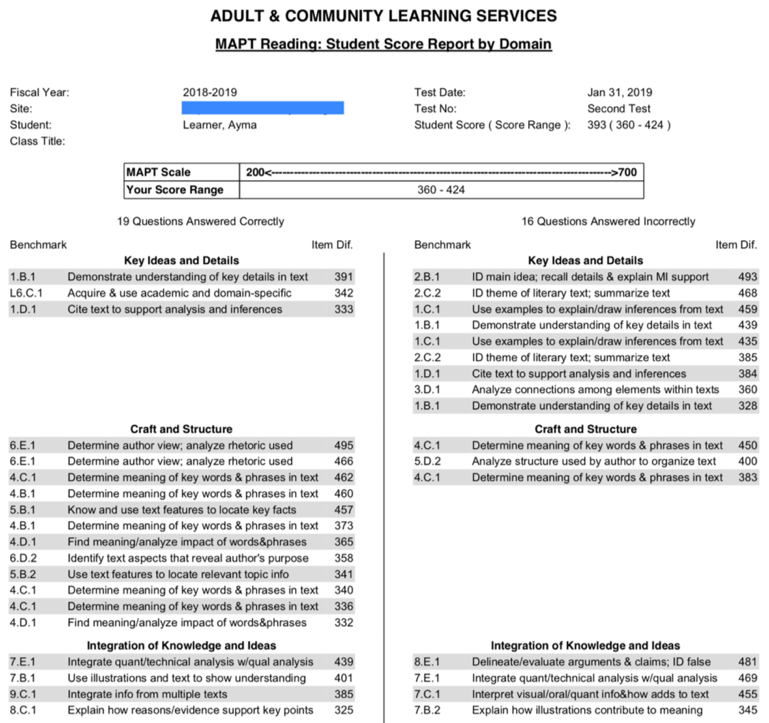 ADULT & COMMUNITY LEARNING SERVICES
MAPT Reading: Student Score Report by Domain
Fiscal Year: 2018-2019 Test Date: Jan 31, 2019
Site: Test No: Second Test
Student: Learner, Ayma Student Score ( Score Range ): 393 ( 360 - 424 )
Class Title:
MAPT Scale 200<---------------------------------------------------------------->700
Your Score Range 360 - 424
19 Questions Answered Correctly
Benchmark Item Dif.
Key Ideas and Details
1.B.1 Demonstrate understanding of key details in text 391
L6.C.1 Acquire & use academic and domain-specific 342
1.D.1 Cite text to support analysis and inferences 333
Craft and Structure
6.E.1 Determine author view; analyze rhetoric used 495
6.E.1 Determine author view; analyze rhetoric used 466
4.C.1 Determine meaning of key words & phrases in text 462
4.B.1 Determine meaning of key words & phrases in text 460
5.B.1 Know and use text features to locate key facts 457
4.B.1 Determine meaning of key words & phrases in text 373
4.D.1 Find meaning/analyze impact of words&phrases 365
6.D.2 Identify text aspects that reveal author's purpose 358
5.B.2 Use text features to locate relevant topic info 341
4.C.1 Determine meaning of key words & phrases in text 340
4.C.1 Determine meaning of key words & phrases in text 336
4.D.1 Find meaning/analyze impact of words&phrases 332
Integration of Knowledge and Ideas
7.E.1 Integrate quant/technical analysis w/qual analysis 439
7.B.1 Use illustrations and text to show understanding 401
9.C.1 Integrate info from multiple texts 385
8.C.1 Explain how reasons/evidence support key points 325
16 Questions Answered Incorrectly
Benchmark Item Dif.
Key Ideas and Details
2.B.1 ID main idea; recall details & explain MI support 493
2.C.2 ID theme of literary text; summarize text 468
1.C.1 Use examples to explain/draw inferences from text 459
1.B.1 Demonstrate understanding of key details in text 439
1.C.1 Use examples to explain/draw inferences from text 435
2.C.2 ID theme of literary text; summarize text 385
1.D.1 Cite text to support analysis and inferences 384
3.D.1 Analyze connections among elements within texts 360
1.B.1 Demonstrate understanding of key details in text 328
Craft and Structure
4.C.1 Determine meaning of key words & phrases in text 450
5.D.2 Analyze structure used by author to organize text 400
4.C.1 Determine meaning of key words & phrases in text 383
Integration of Knowledge and Ideas
8.E.1 Delineate/evaluate arguments & claims; ID false 481
7.E.1 Integrate quant/technical analysis w/qual analysis 469
7.C.1 Interpret visual/oral/quant info&how adds to text 455
7.B.2 Explain how illustrations contribute to meaning 345